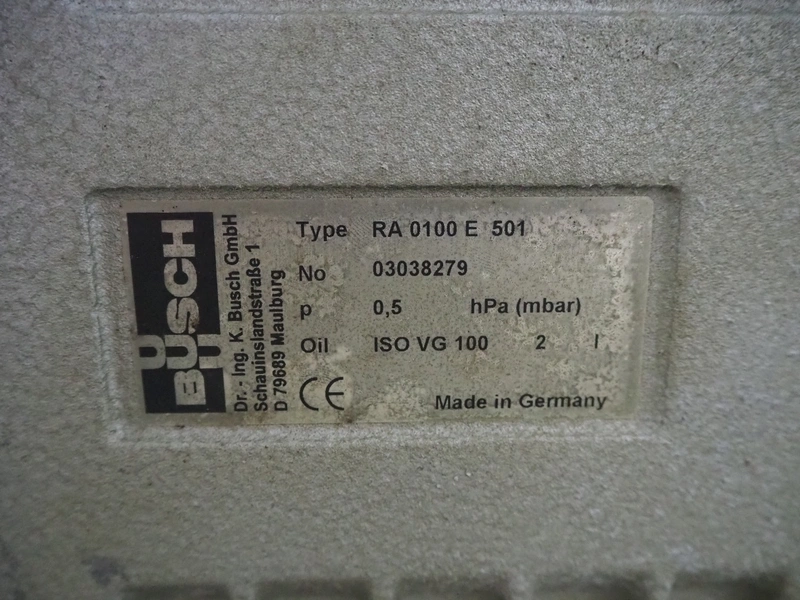 BUSCH
Dr. - Ing. K. Busch GmbH
Schauinslandstraße 1
D 79689 Maulburg
Type RA 0100 E 501
No 03038279
p 0,5 hPa (mbar)
Oil ISO VG 100 2 l
CE Made in Germany